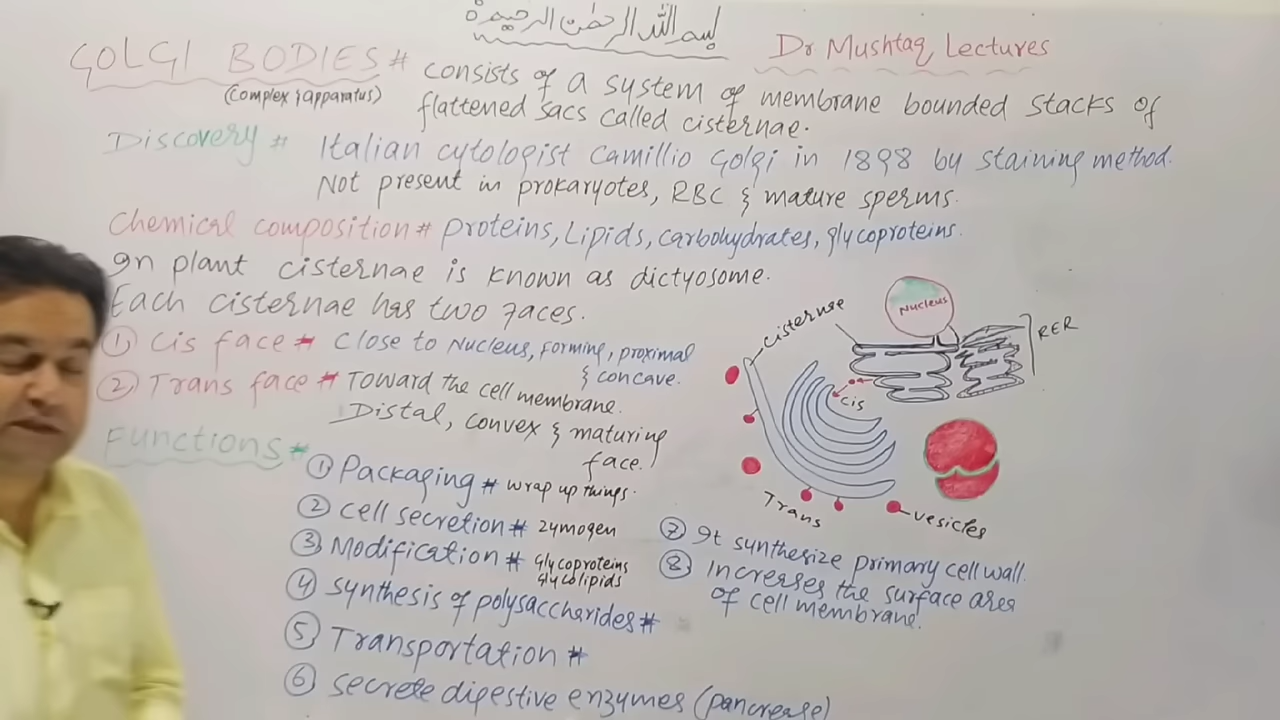 بسم اللہ الرحمٰن الرحیم
Dr Mushtaq Lectures
GOLGI BODIES #
(Complex & apparatus)
consists of a system of membrane bounded stacks of
flattened sacs called cisternae.
Discovery # Italian cytologist Camillio Golgi in 1898 by staining method.
Not present in prokaryotes, RBC & mature sperms.
Chemical composition # proteins, Lipids, carbohydrates, glycoproteins.
In plant cisternae is known as dictyosome.
Each cisternae has two faces.
① Cis face # Close to Nucleus, forming, proximal
& concave.
② Trans face # Toward the cell membrane.
Distal, convex & maturing
face.
Functions #
① Packaging # wrap up things.
② cell secretion # zymogen
③ Modification # Glycoproteins
Glycolipids
④ synthesis of polysaccharides #
⑤ Transportation #
⑥ secrete digestive enzymes (pancrease)
⑦ It synthesize primary cell wall.
⑧ Increases the surface area
of cell membrane.
Cisternae
Nucleus
RER
cis
Trans
vesicles